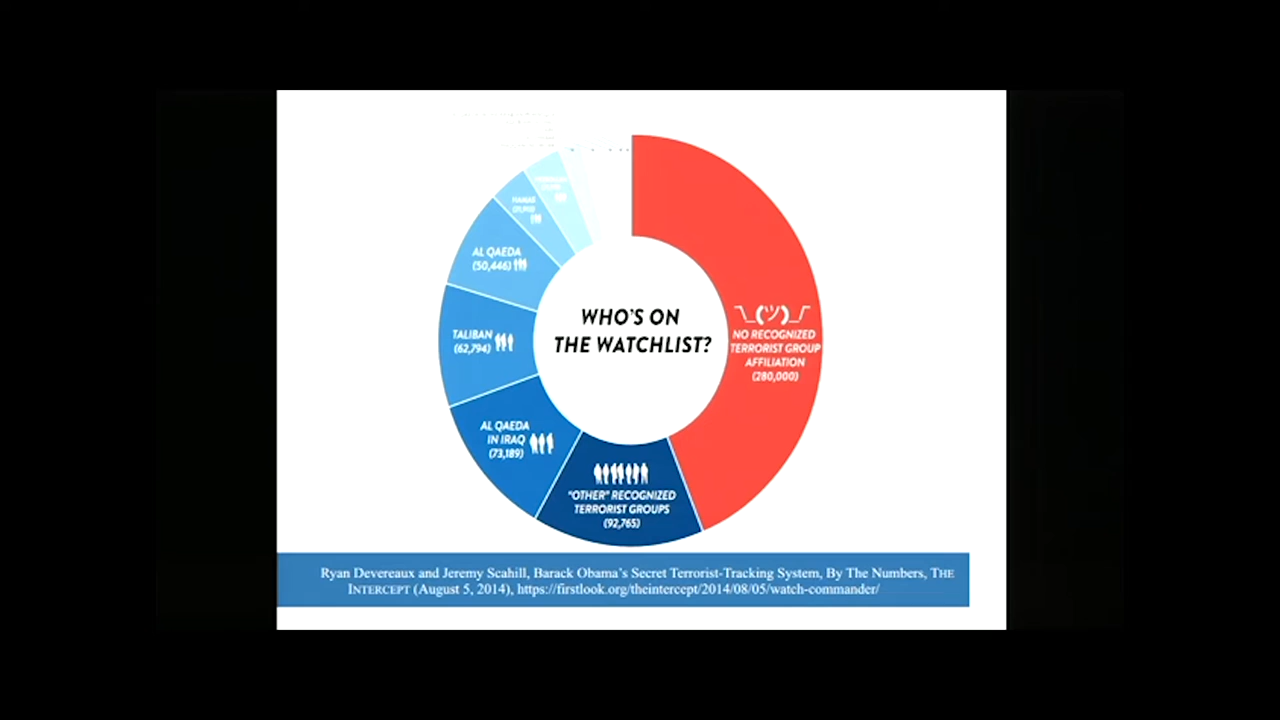 WHO'S ON
THE WATCHLIST?
¯\_(ツ)_/¯
NO RECOGNIZED
TERRORIST GROUP
AFFILIATION
(280,000)
"OTHER" RECOGNIZED
TERRORIST GROUPS
(92,765)
AL QAEDA
IN IRAQ
(73,189)
TALIBAN
(62,794)
AL QAEDA
(50,446)
HAMAS
Ryan Devereaux and Jeremy Scahill, Barack Obama's Secret Terrorist-Tracking System, By The Numbers, THE
INTERCEPT (August 5, 2014), https://firstlook.org/theintercept/2014/08/05/watch-commander/